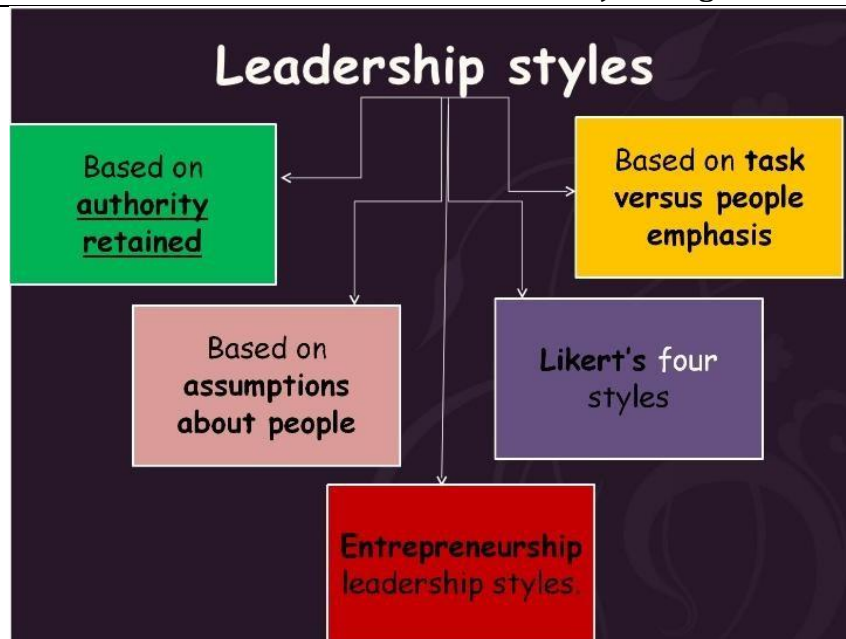 Leadership styles
Based on
authority
retained
Based on task
versus people
emphasis
Based on
assumptions
about people
Likert's four
styles
Entrepreneurship
leadership styles.